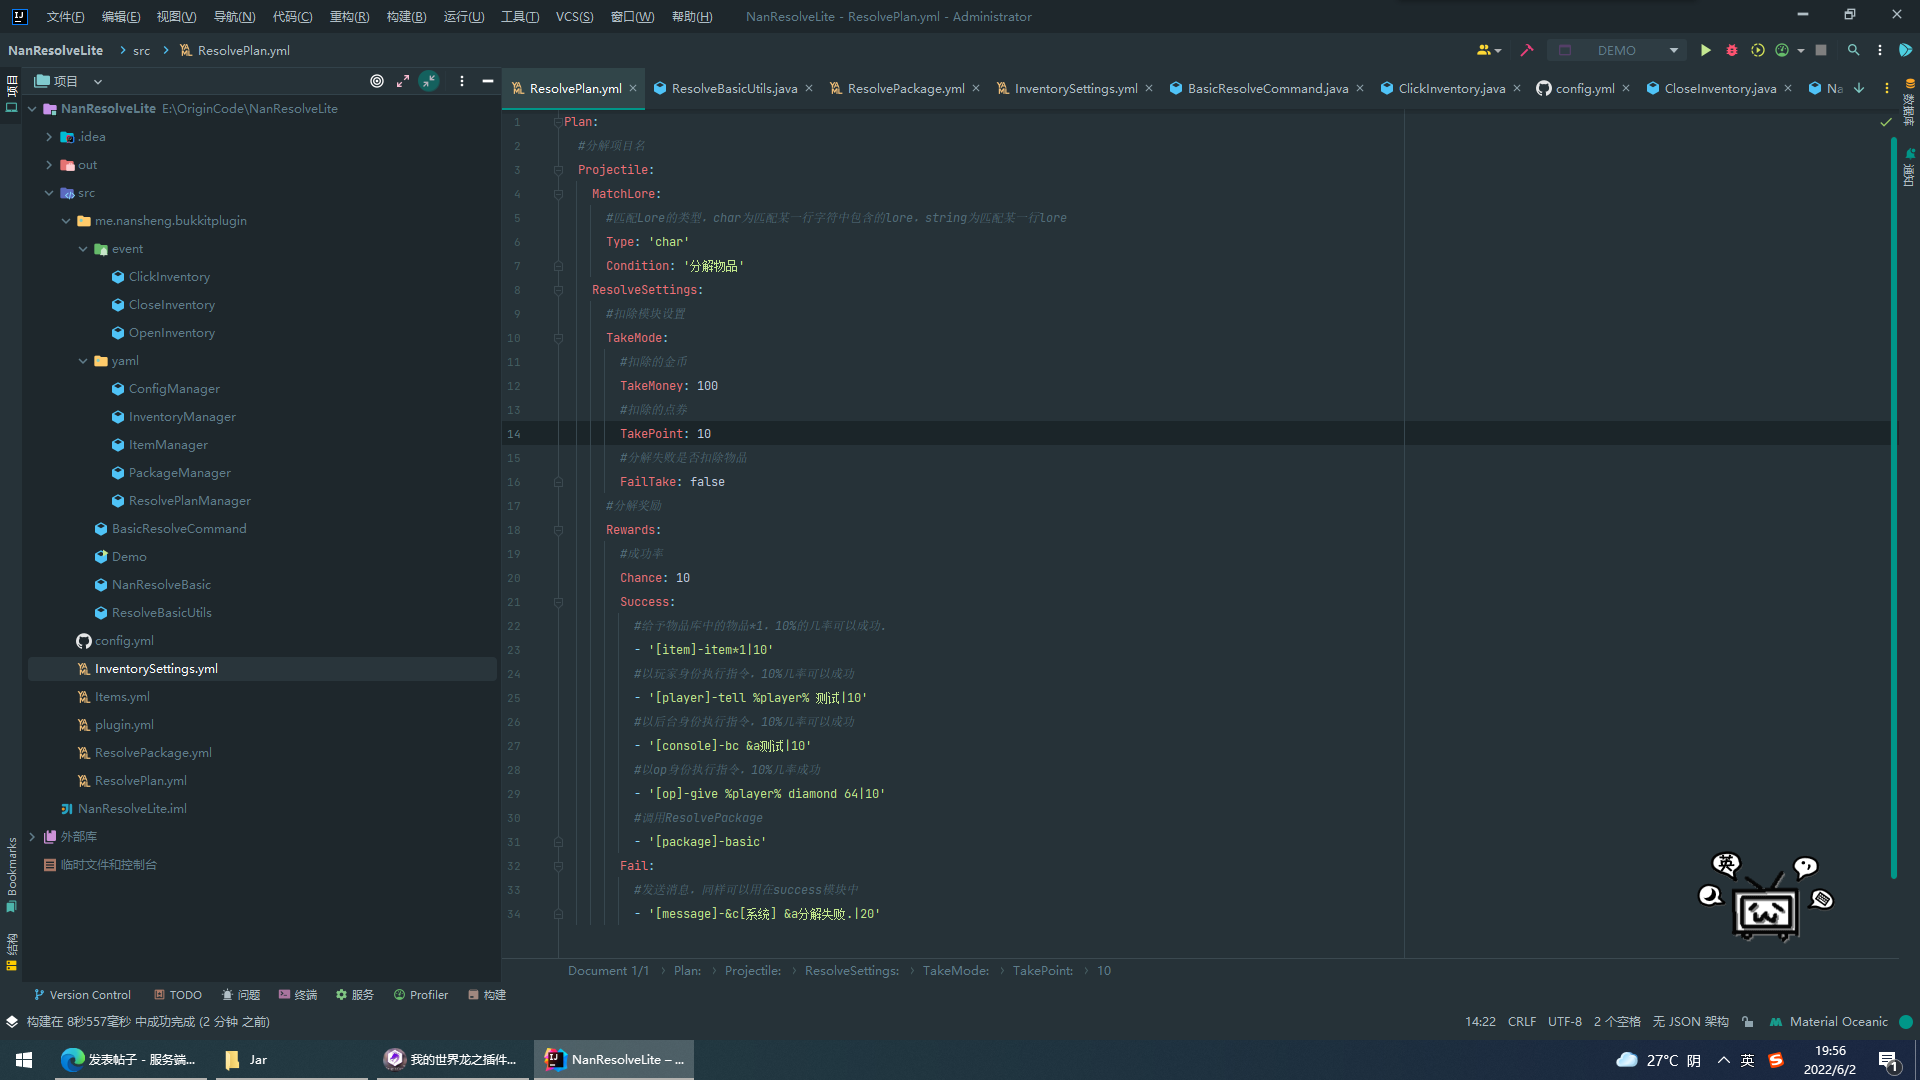 文件(F) 编辑(E) 视图(V) 导航(N) 代码(C) 重构(R) 构建(B) 运行(U) 工具(T) VCS(S) 窗口(W) 帮助(H) NanResolveLite - ResolvePlan.yml - Administrator
NanResolveLite src ResolvePlan.yml
DEMO
项目
项目
ResolvePlan.yml ResolveBasicUtils.java ResolvePackage.yml InventorySettings.yml BasicResolveCommand.java ClickInventory.java config.yml CloseInventory.java Na
数据库
通知
NanResolveLite E:\OriginCode\NanResolveLite
.idea
out
src
me.nansheng.bukkitplugin
event
ClickInventory
CloseInventory
OpenInventory
yaml
ConfigManager
InventoryManager
ItemManager
PackageManager
ResolvePlanManager
BasicResolveCommand
Demo
NanResolveBasic
ResolveBasicUtils
config.yml
InventorySettings.yml
Items.yml
plugin.yml
ResolvePackage.yml
ResolvePlan.yml
NanResolveLite.iml
外部库
临时文件和控制台
Bookmarks
结构
1 Plan:
2 #分解项目名
3 Projectile:
4 MatchLore:
5 #匹配Lore的类型，char为匹配某一行字符中包含的lore，string为匹配某一行lore
6 Type: 'char'
7 Condition: '分解物品'
8 ResolveSettings:
9 #扣除模块设置
10 TakeMode:
11 #扣除的金币
12 TakeMoney: 100
13 #扣除的点券
14 TakePoint: 10
15 #分解失败是否扣除物品
16 FailTake: false
17 #分解奖励
18 Rewards:
19 #成功率
20 Chance: 10
21 Success:
22 #给予物品库中的物品*1，10%的几率可以成功.
23 - '[item]-item*1|10'
24 #以玩家身份执行指令，10%几率可以成功
25 - '[player]-tell %player% 测试|10'
26 #以后台身份执行指令，10%几率可以成功
27 - '[console]-bc &a测试|10'
28 #以op身份执行指令，10%几率成功
29 - '[op]-give %player% diamond 64|10'
30 #调用ResolvePackage
31 - '[package]-basic'
32 Fail:
33 #发送消息，同样可以用在success模块中
34 - '[message]-&c[系统] &a分解失败.|20'
英
Document 1/1 Plan: Projectile: ResolveSettings: TakeMode: TakePoint: 10
Version Control TODO 问题 终端 服务 Profiler 构建
构建在 8秒557毫秒 中成功完成 (2 分钟 之前)
14:22 CRLF UTF-8 2 个空格 无 JSON 架构 Material Oceanic
发表帖子 - 服务端... Jar 我的世界龙之插件... NanResolveLite – ...
27°C 阴 英 19:56
2022/6/2
1